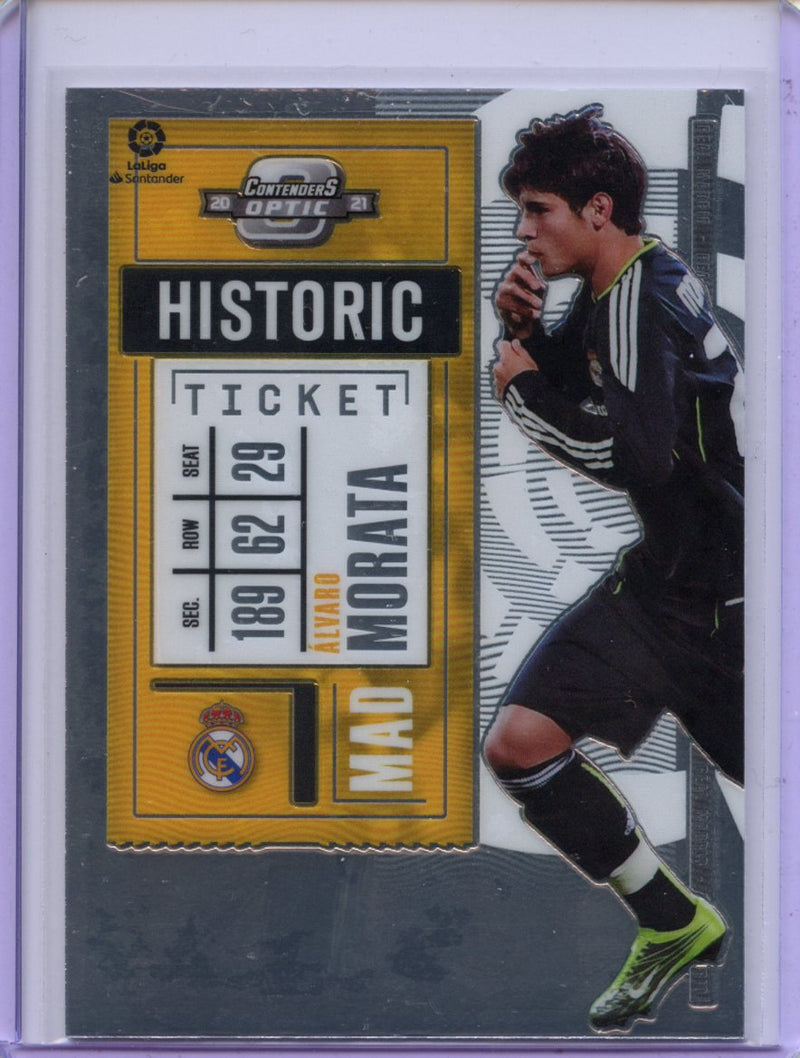 LaLiga
Santander
CONTENDERS
20 OPTIC 21
HISTORIC
TICKET
SEAT 29
ROW 62
SEC. 189
ÁLVARO
MORATA
MAD